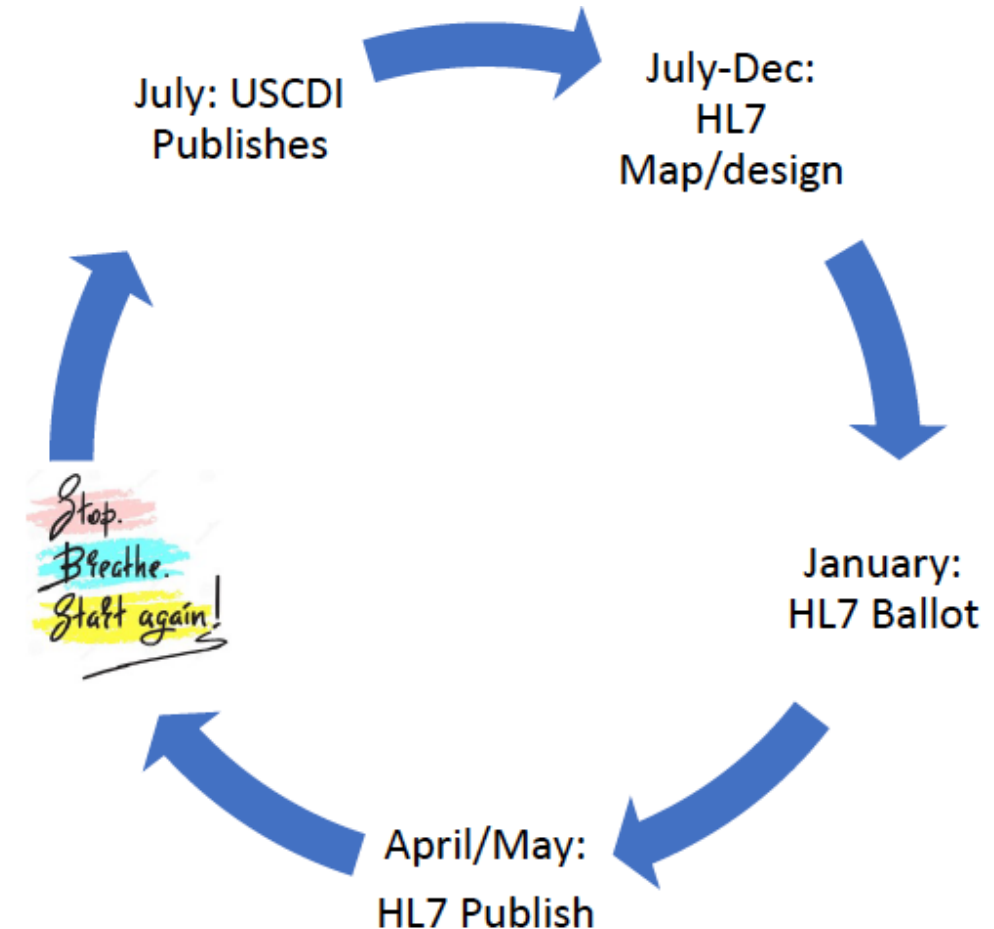 July: USCDI
Publishes
July-Dec:
HL7
Map/design
January:
HL7 Ballot
April/May:
HL7 Publish
Stop.
Breathe.
Start again!